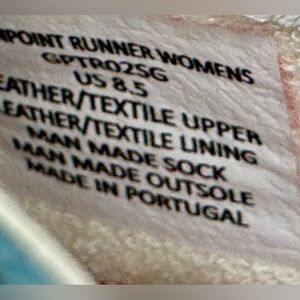 NPOINT RUNNER WOMENS
GPTR025G
US 8.5
EATHER/TEXTILE UPPER
EATHER/TEXTILE LINING
MAN MADE SOCK
MAN MADE OUTSOLE
MADE IN PORTUGAL